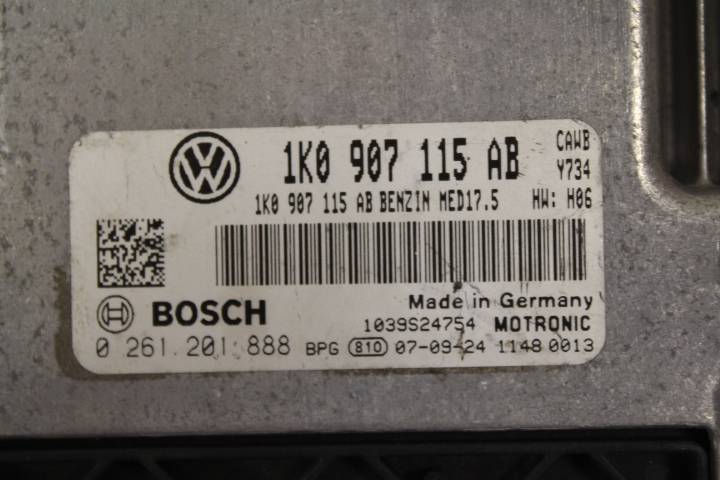 1K0 907 115 AB CAWB
Y734
1K0 907 115 AB BENZIN MED17.5 HW: H06
BOSCH Made in Germany
1039S24754 MOTRONIC
0 261 201 888 BPG 810 07-09-24 1148 0013